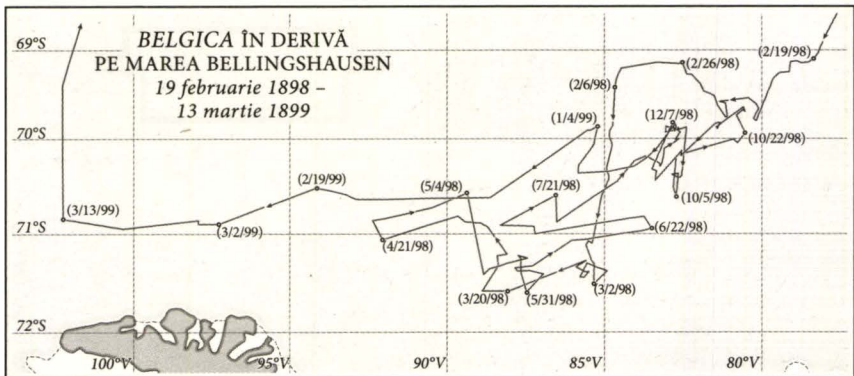 BELGICA ÎN DERIVĂ
PE MAREA BELLINGSHAUSEN
19 februarie 1898 –
13 martie 1899
69°S
(2/19/98)
(2/26/98)
(2/6/98)
70°S
(1/4/99)
(12/7/98)
(10/22/98)
(2/19/99)
(5/4/98)
(7/21/98)
(10/5/98)
(3/13/99)
71°S
(3/2/99)
(4/21/98)
(6/22/98)
(3/20/98)
(5/31/98)
(3/2/98)
72°S
100°V
95°V
90°V
85°V
80°V